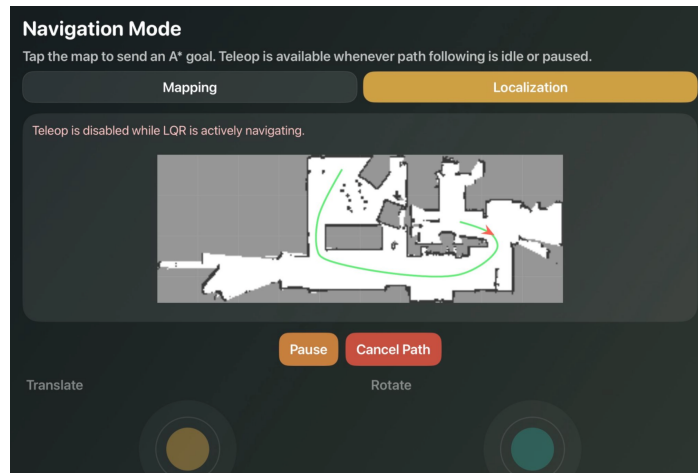 Navigation Mode
Tap the map to send an A* goal. Teleop is available whenever path following is idle or paused.
Mapping
Localization
Teleop is disabled while LQR is actively navigating.
Pause
Cancel Path
Translate
Rotate